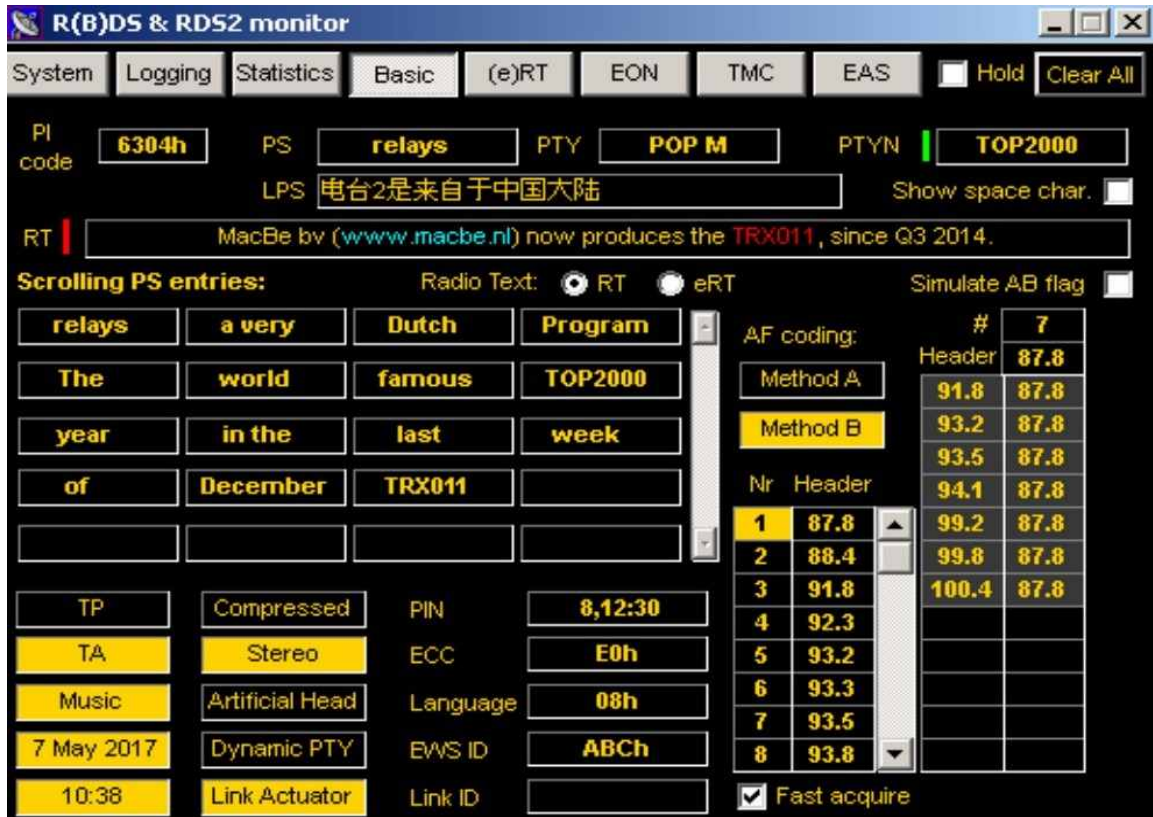 R(B)DS & RDS2 monitor
System Logging Statistics Basic (e)RT EON TMC EAS Hold Clear All
PI code 6304h PS relays PTY POP M PTYN TOP2000
LPS 电台2是来自于中国大陆 Show space char.
RT MacBe bv (wwww.macbe.nl) now produces the TRX011, since Q3 2014.
Scrolling PS entries: Radio Text: RT eRT Simulate AB flag
relays a very Dutch Program
The world famous TOP2000
year in the last week
of December TRX011
AF coding:
Method A
Method B
Nr Header
1 87.8
2 88.4
3 91.8
4 92.3
5 93.2
6 93.3
7 93.5
8 93.8
Fast acquire
# 7
Header 87.8
91.8 87.8
93.2 87.8
93.5 87.8
94.1 87.8
99.2 87.8
99.8 87.8
100.4 87.8
TP Compressed PIN 8,12:30
TA Stereo ECC E0h
Music Artificial Head Language 08h
7 May 2017 Dynamic PTY EWS ID ABCh
10:38 Link Actuator Link ID